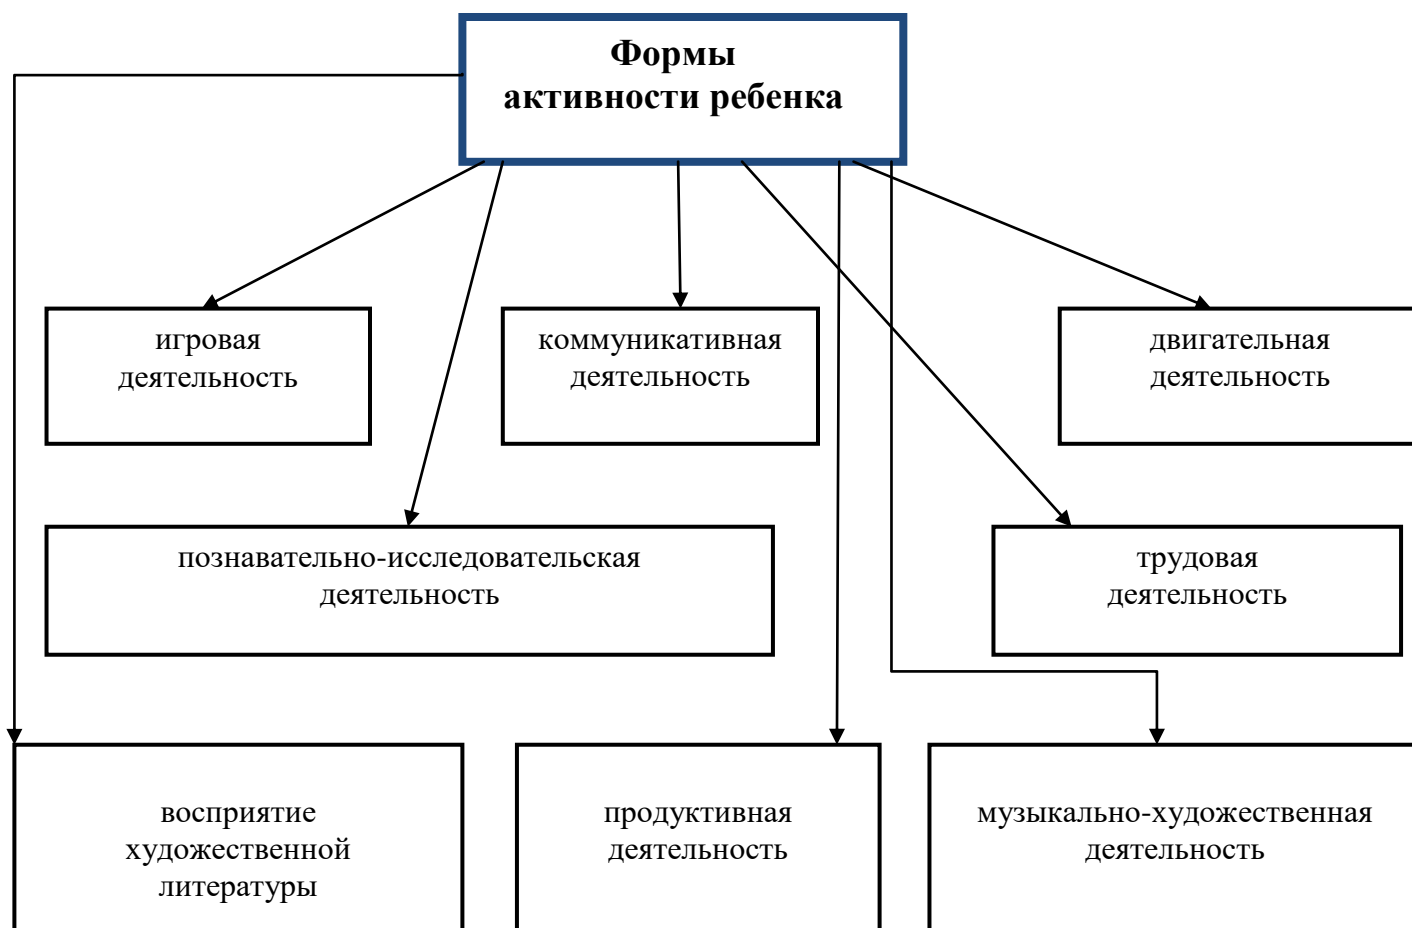 Формы
активности ребенка
игровая
деятельность
коммуникативная
деятельность
двигательная
деятельность
познавательно-исследовательская
деятельность
трудовая
деятельность
восприятие
художественной
литературы
продуктивная
деятельность
музыкально-художественная
деятельность